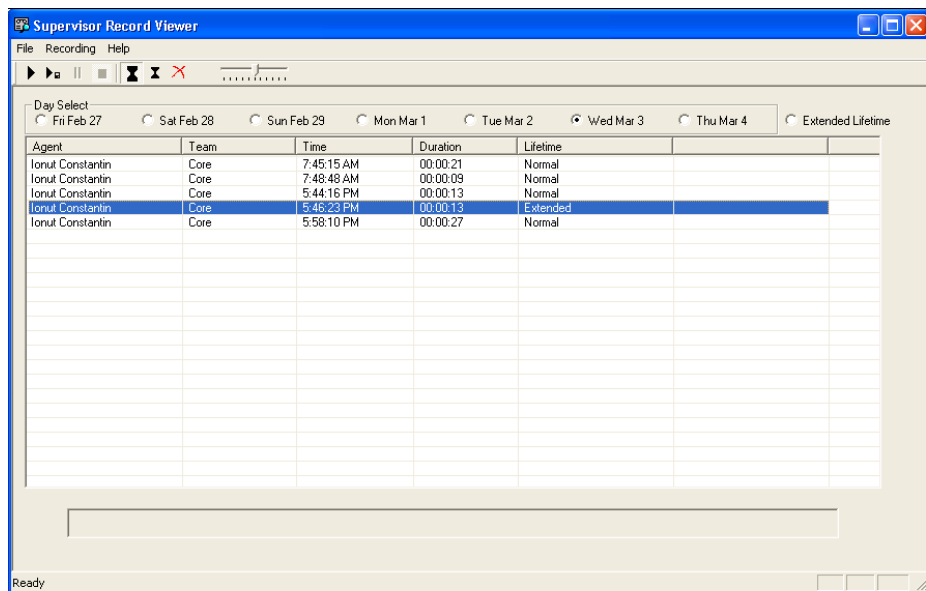 Supervisor Record Viewer
File Recording Help
Day Select
Fri Feb 27 Sat Feb 28 Sun Feb 29 Mon Mar 1 Tue Mar 2 Wed Mar 3 Thu Mar 4 Extended Lifetime
Agent Team Time Duration Lifetime
Ionut Constantin Core 7:45:15 AM 00:00:21 Normal
Ionut Constantin Core 7:48:48 AM 00:00:09 Normal
Ionut Constantin Core 5:44:16 PM 00:00:13 Normal
Ionut Constantin Core 5:46:23 PM 00:00:13 Extended
Ionut Constantin Core 5:58:10 PM 00:00:27 Normal
Ready